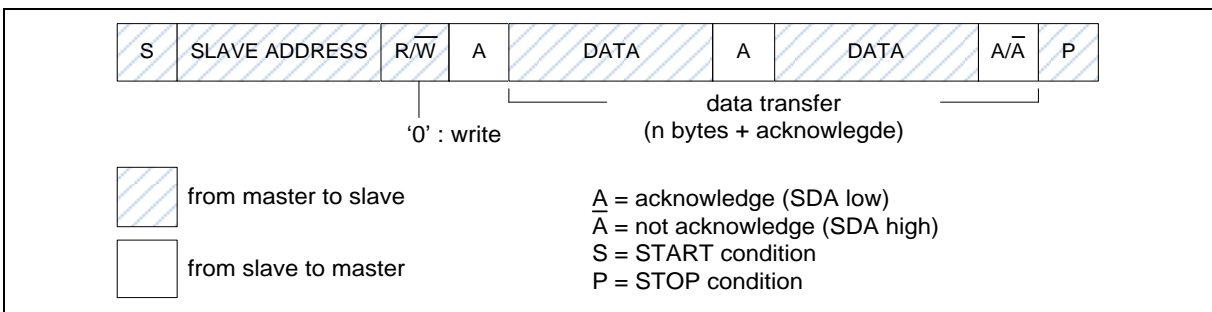 S SLAVE ADDRESS R/W̅ A DATA A DATA A/A̅ P
data transfer
‘0’ : write (n bytes + acknowlegde)
from master to slave
from slave to master
A = acknowledge (SDA low)
A̅ = not acknowledge (SDA high)
S = START condition
P = STOP condition